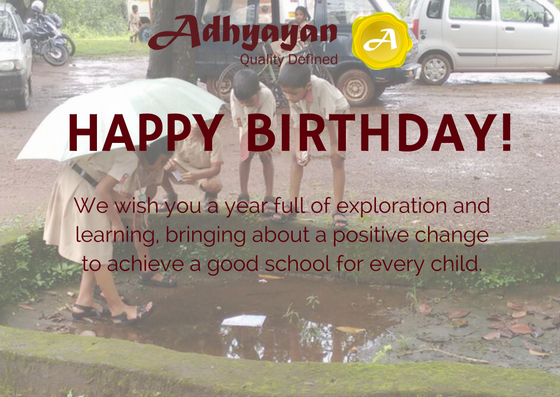 Adhyayan
Quality Defined
A
HAPPY BIRTHDAY!
We wish you a year full of exploration and
learning, bringing about a positive change
to achieve a good school for every child.